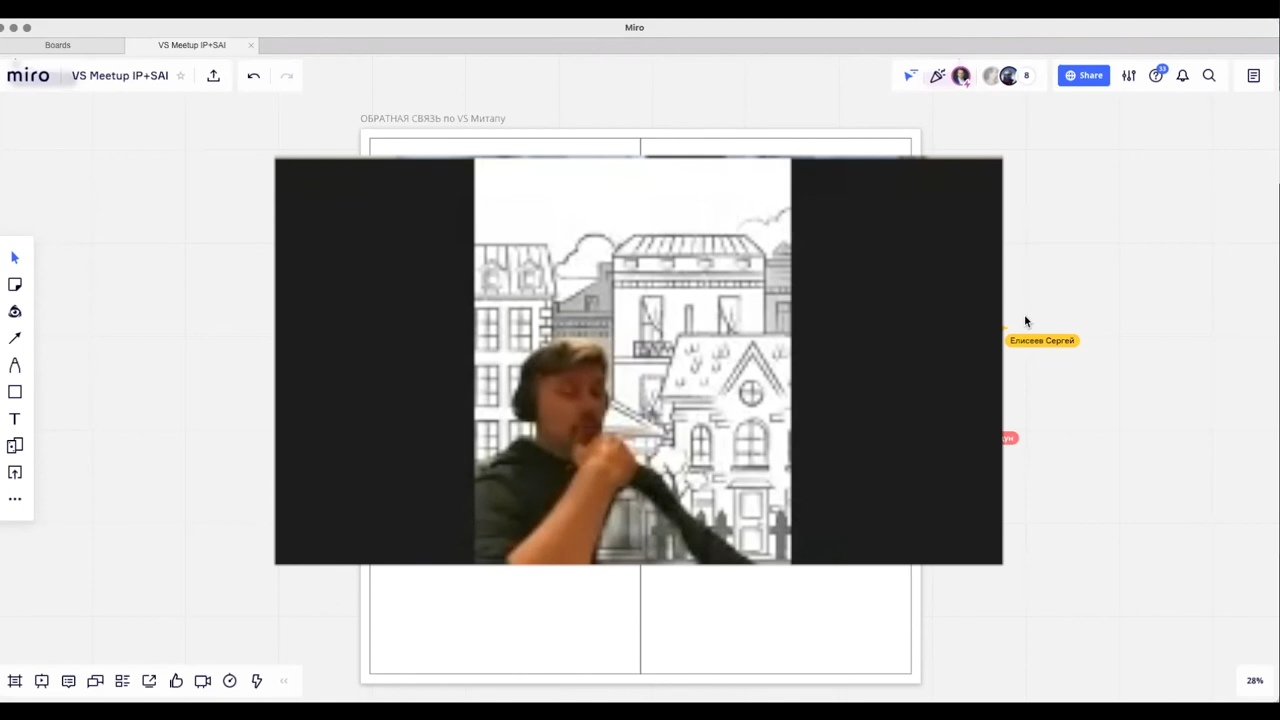 Miro
Boards
VS Meetup IP+SAI
miro
VS Meetup IP+SAI
8
Share
13
ОБРАТНАЯ СВЯЗЬ по VS Митапу
Елисеев Сергей
28%